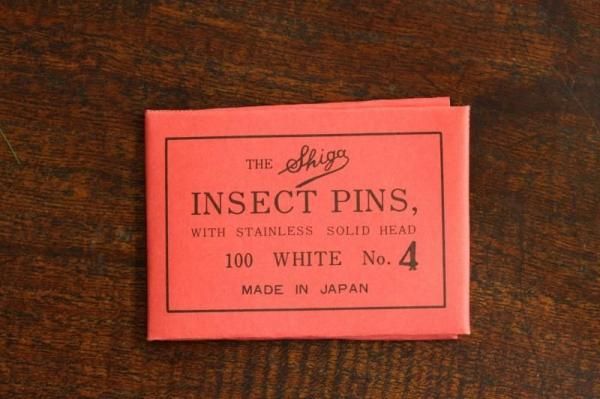 THE Shiga
INSECT PINS,
WITH STAINLESS SOLID HEAD
100 WHITE No. 4
MADE IN JAPAN